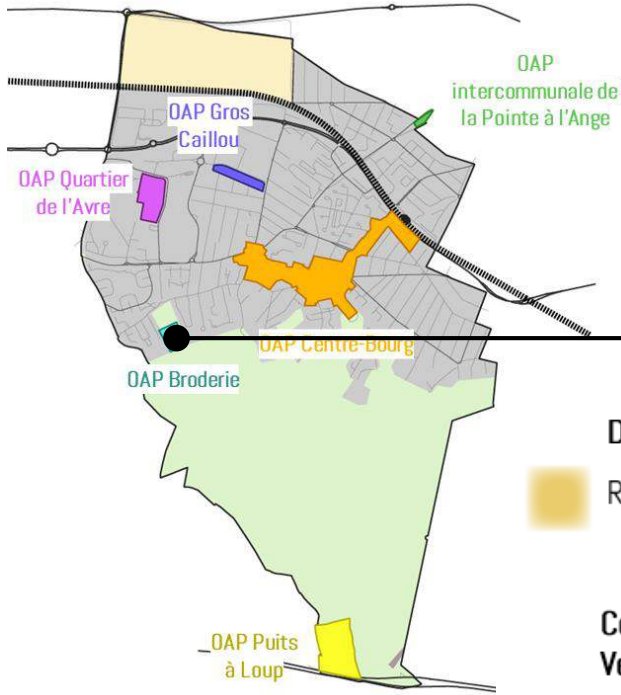 OAP
intercommunale de
la Pointe à l'Ange
OAP Gros
Caillou
OAP Quartier
de l'Avre
OAP Centre-Bourg
OAP Broderie
D
R
OAP Puits
à Loup
Ve